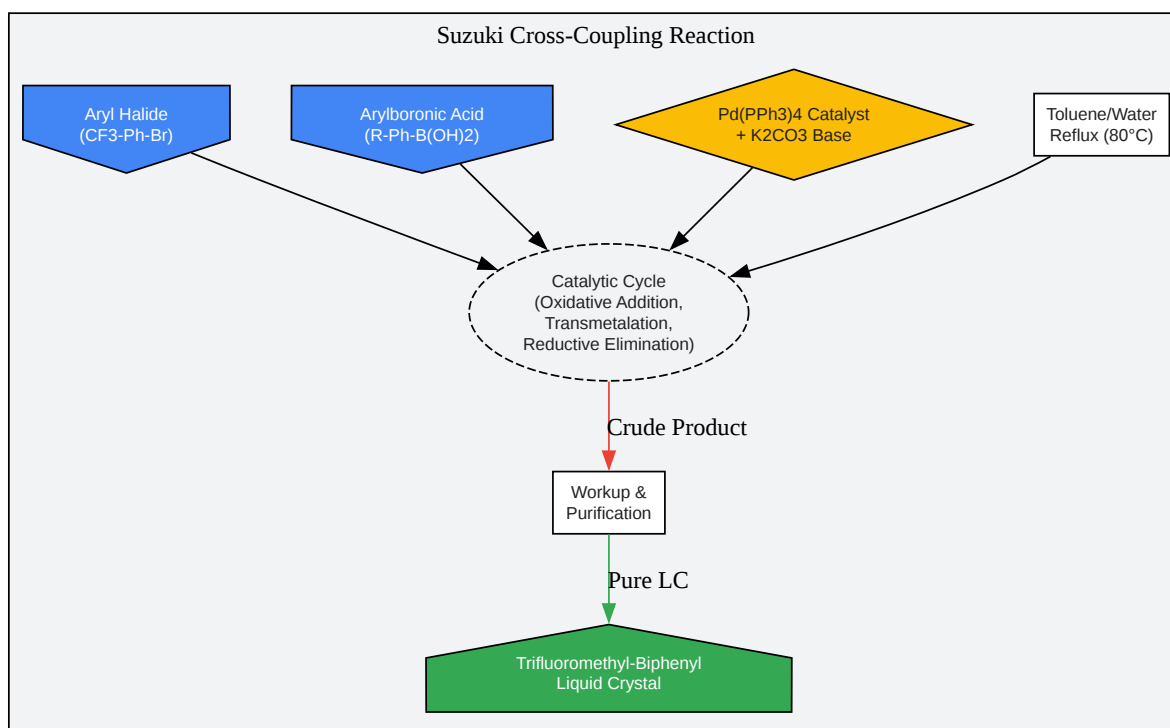 Suzuki Cross-Coupling Reaction
Aryl Halide
(CF3-Ph-Br)
Arylboronic Acid
(R-Ph-B(OH)2)
Pd(PPh3)4 Catalyst
+ K2CO3 Base
Toluene/Water
Reflux (80°C)
Catalytic Cycle
(Oxidative Addition,
Transmetalation,
Reductive Elimination)
Crude Product
Workup &
Purification
Pure LC
Trifluoromethyl-Biphenyl
Liquid Crystal